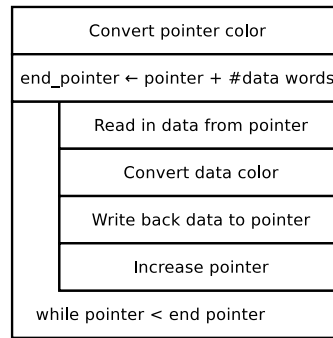 Convert pointer color
end_pointer ← pointer + #data words
Read in data from pointer
Convert data color
Write back data to pointer
Increase pointer
while pointer < end pointer